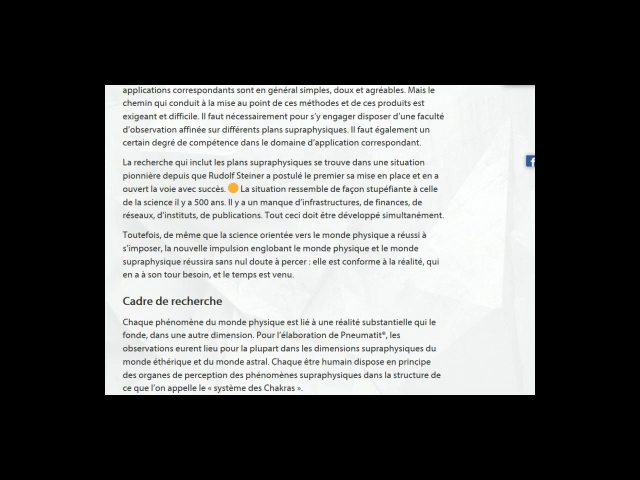 applications correspondants sont en général simples, doux et agréables. Mais le
chemin qui conduit à la mise au point de ces méthodes et de ces produits est
exigeant et difficile. Il faut nécessairement pour s'y engager disposer d'une faculté
d'observation affinée sur différents plans supraphysiques. Il faut également un
certain degré de compétence dans le domaine d'application correspondant.
La recherche qui inclut les plans supraphysiques se trouve dans une situation
pionnière depuis que Rudolf Steiner a postulé le premier sa mise en place et en a
ouvert la voie avec succès. La situation ressemble de façon stupéfiante à celle
de la science il y a 500 ans. Il y a un manque d'infrastructures, de finances, de
réseaux, d'instituts, de publications. Tout ceci doit être développé simultanément.
Toutefois, de même que la science orientée vers le monde physique a réussi à
s'imposer, la nouvelle impulsion englobant le monde physique et le monde
supraphysique réussira sans nul doute à percer ; elle est conforme à la réalité, qui
en a à son tour besoin, et le temps est venu.
Cadre de recherche
Chaque phénomène du monde physique est lié à une réalité substantielle qui le
fonde, dans une autre dimension. Pour l'élaboration de Pneumatit®, les
observations eurent lieu pour la plupart dans les dimensions supraphysiques du
monde éthérique et du monde astral. Chaque être humain dispose en principe
des organes de perception des phénomènes supraphysiques dans la structure de
ce que l'on appelle le « système des Chakras ».